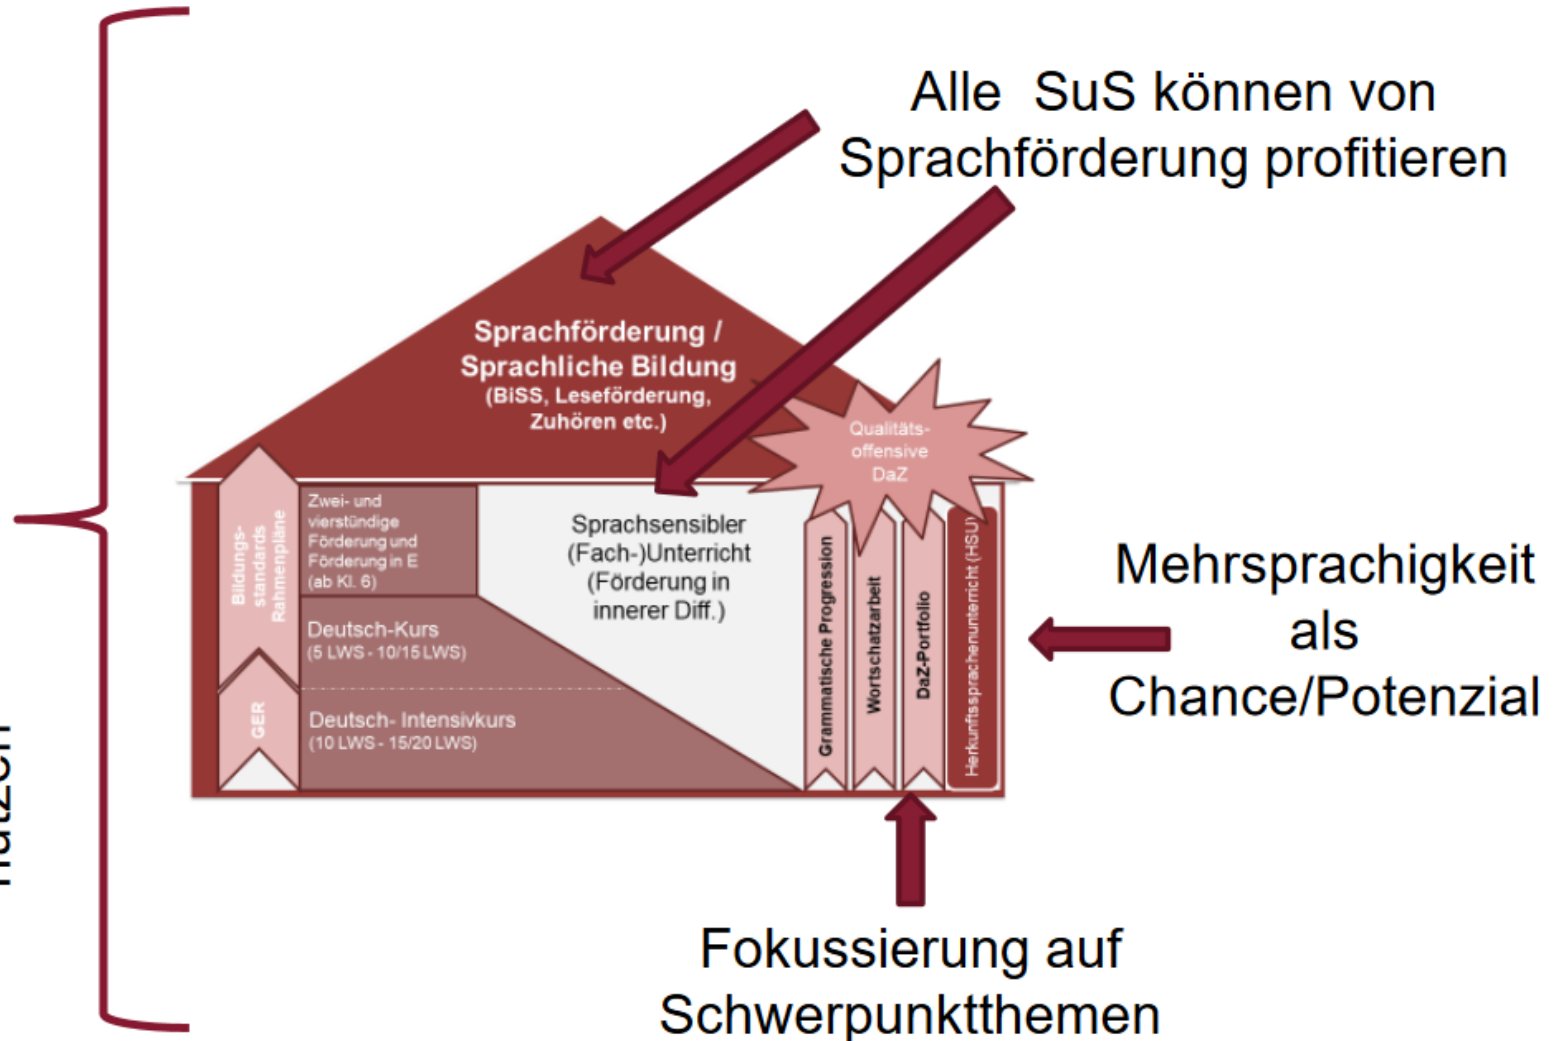 Alle SuS können von
Sprachförderung profitieren
Sprachförderung /
Sprachliche Bildung
(BiSS, Leseförderung,
Zuhören etc.)
Qualitäts-
offensive
DaZ
Bildungs-
standards
Rahmenpläne
GER
Zwei- und
vierstündige
Förderung und
Förderung in E
(ab Kl. 6)
Deutsch-Kurs
(5 LWS - 10/15 LWS)
Deutsch- Intensivkurs
(10 LWS - 15/20 LWS)
Sprachsensibler
(Fach-)Unterricht
(Förderung in
innerer Diff.)
Grammatische Progression
Wortschatzarbeit
DaZ-Portfolio
Herkunftssprachenunterricht (HSU)
Mehrsprachigkeit
als
Chance/Potenzial
Fokussierung auf
Schwerpunktthemen